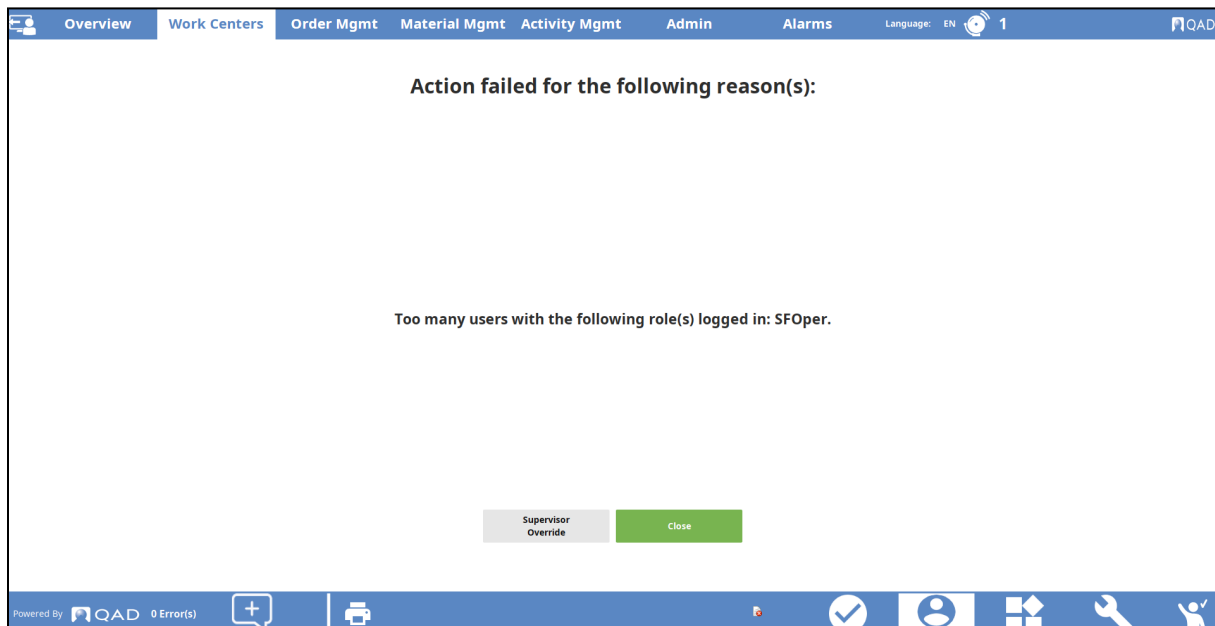 Overview Work Centers Order Mgmt Material Mgmt Activity Mgmt Admin Alarms Language: EN 1 QAD
Action failed for the following reason(s):
Too many users with the following role(s) logged in: SFOper.
Supervisor
Override
Close
Powered By QAD 0 Error(s)